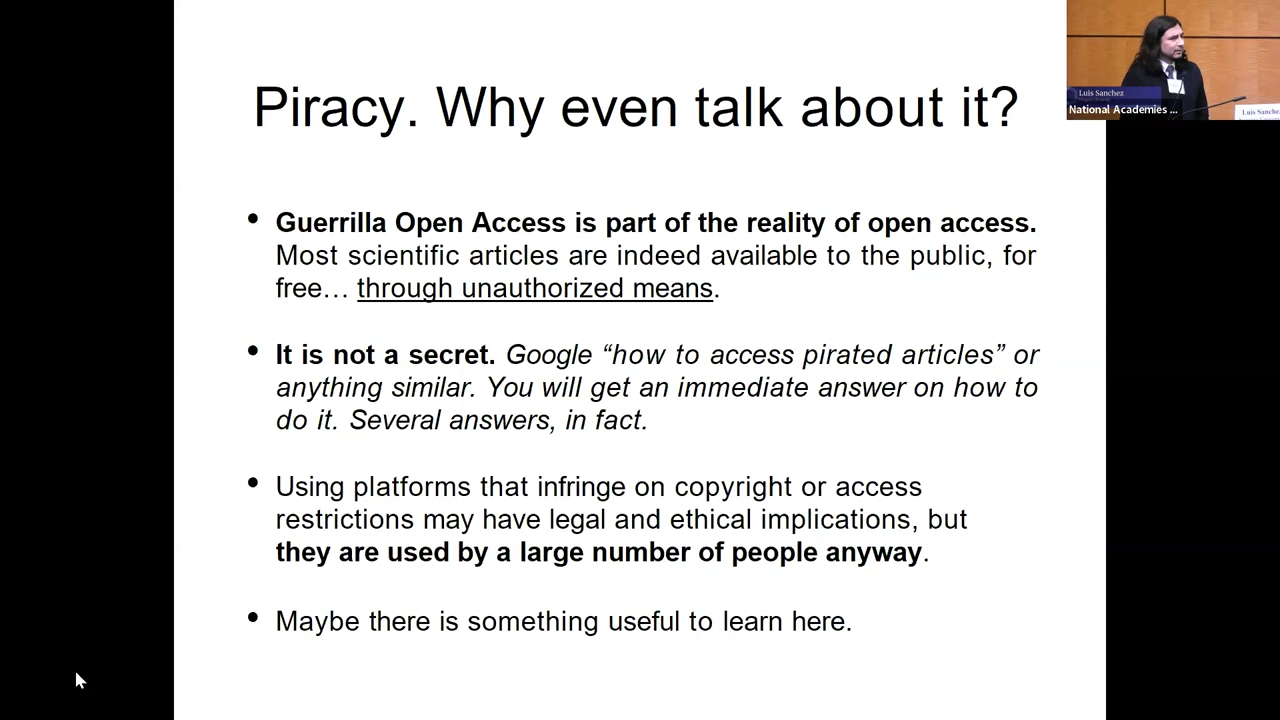 Piracy. Why even talk about it?
• Guerrilla Open Access is part of the reality of open access.
Most scientific articles are indeed available to the public, for
free… through unauthorized means.
• It is not a secret. Google “how to access pirated articles” or
anything similar. You will get an immediate answer on how to
do it. Several answers, in fact.
• Using platforms that infringe on copyright or access
restrictions may have legal and ethical implications, but
they are used by a large number of people anyway.
• Maybe there is something useful to learn here.
Luis Sanchez
National Academies ...
Luis Sanchez